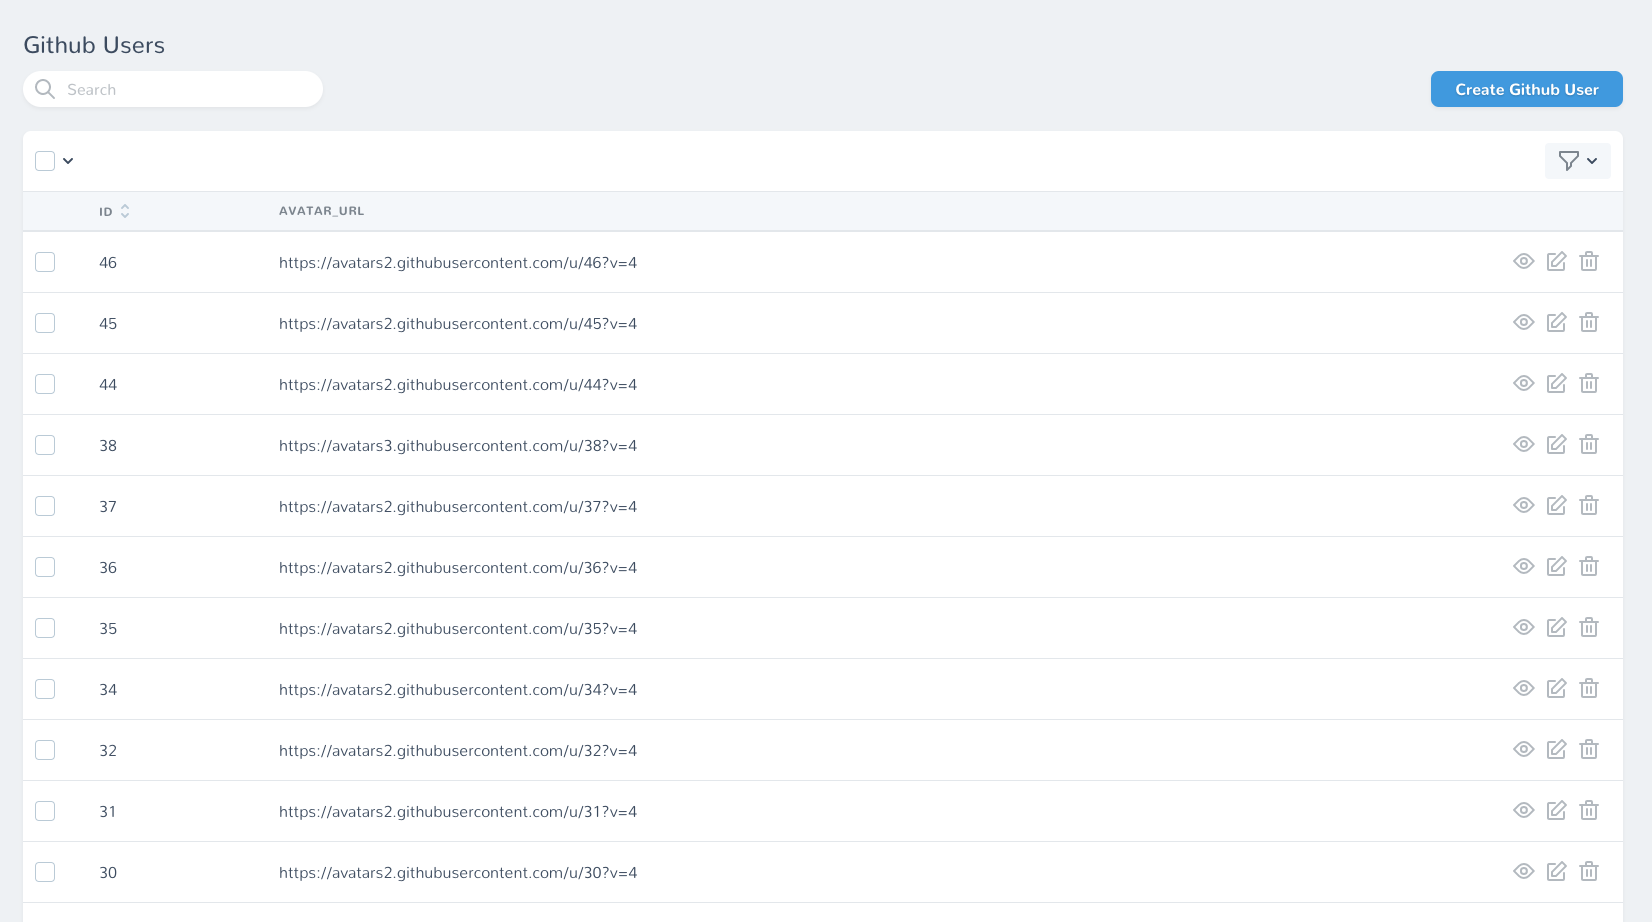 Github Users
Search
Create Github User
ID AVATAR_URL
46 https://avatars2.githubusercontent.com/u/46?v=4
45 https://avatars2.githubusercontent.com/u/45?v=4
44 https://avatars2.githubusercontent.com/u/44?v=4
38 https://avatars3.githubusercontent.com/u/38?v=4
37 https://avatars2.githubusercontent.com/u/37?v=4
36 https://avatars2.githubusercontent.com/u/36?v=4
35 https://avatars2.githubusercontent.com/u/35?v=4
34 https://avatars2.githubusercontent.com/u/34?v=4
32 https://avatars2.githubusercontent.com/u/32?v=4
31 https://avatars2.githubusercontent.com/u/31?v=4
30 https://avatars2.githubusercontent.com/u/30?v=4